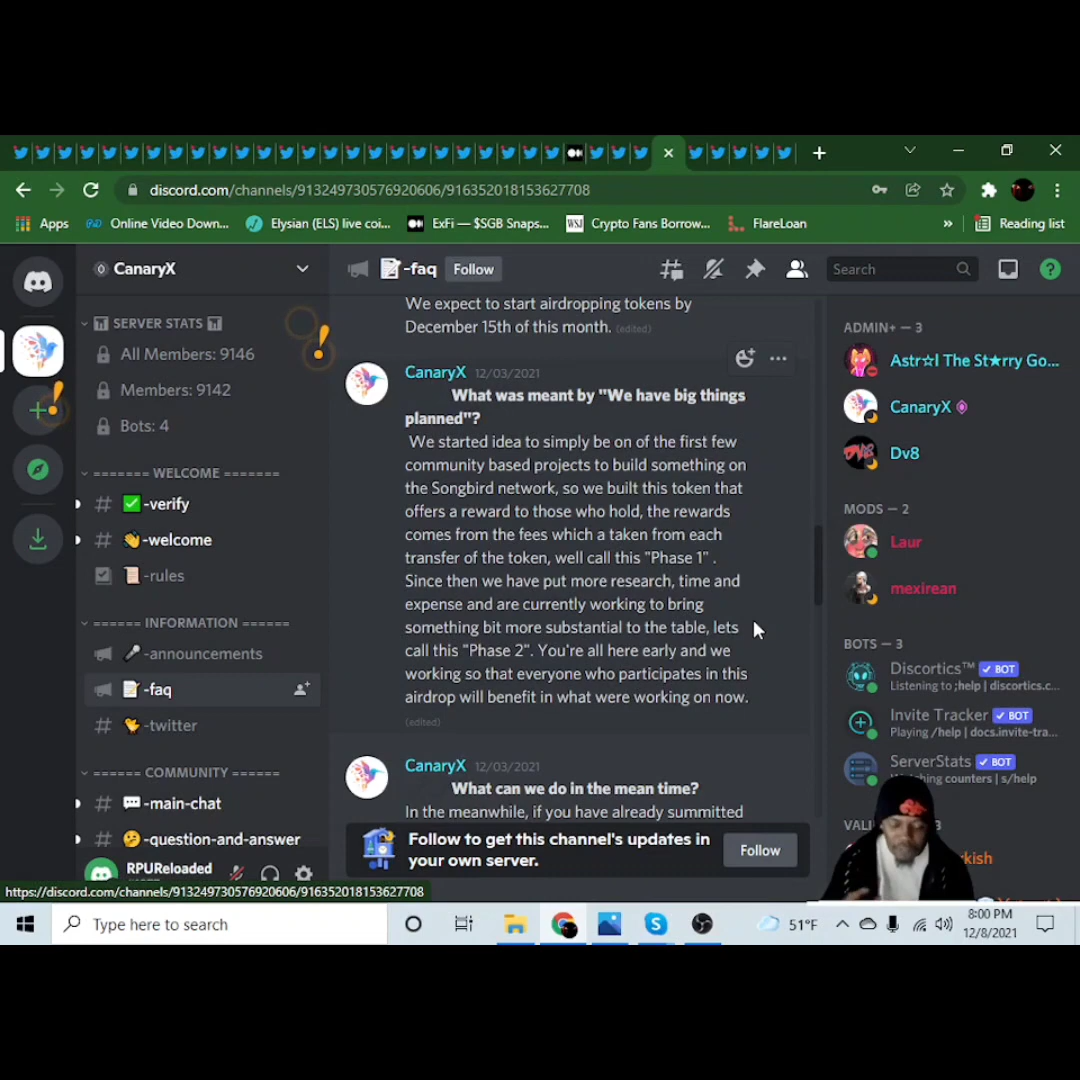 discord.com/channels/913249730576920606/916352018153627708
Apps
Online Video Down...
Elysian (ELS) live coi...
ExFi — $SGB Snaps...
WSJ
Crypto Fans Borrow...
FlareLoan
»
Reading list
CanaryX
-faq
Follow
Search
SERVER STATS
All Members: 9146
Members: 9142
Bots: 4
======= WELCOME =======
-verify
-welcome
-rules
====== INFORMATION ======
-announcements
-faq
-twitter
====== COMMUNITY ======
-main-chat
-question-and-answer
RPUReloaded
We expect to start airdropping tokens by
December 15th of this month. (edited)
CanaryX 12/03/2021
What was meant by "We have big things
planned"?
We started idea to simply be on of the first few
community based projects to build something on
the Songbird network, so we built this token that
offers a reward to those who hold, the rewards
comes from the fees which a taken from each
transfer of the token, well call this "Phase 1" .
Since then we have put more research, time and
expense and are currently working to bring
something bit more substantial to the table, lets
call this "Phase 2". You're all here early and we
working so that everyone who participates in this
airdrop will benefit in what were working on now.
(edited)
CanaryX 12/03/2021
What can we do in the mean time?
In the meanwhile, if you have already summitted
Follow to get this channel's updates in
your own server.
Follow
ADMIN+ — 3
Astr☆l The St★rry Go...
CanaryX
Dv8
MODS — 2
Laur
mexirean
BOTS — 3
Discortics™ ✓ BOT
Listening to ;help | discortics.c...
Invite Tracker ✓ BOT
Playing /help | docs.invite-tra...
ServerStats ✓ BOT
counters | s/help
https://discord.com/channels/913249730576920606/916352018153627708
Type here to search
51°F
8:00 PM
12/8/2021